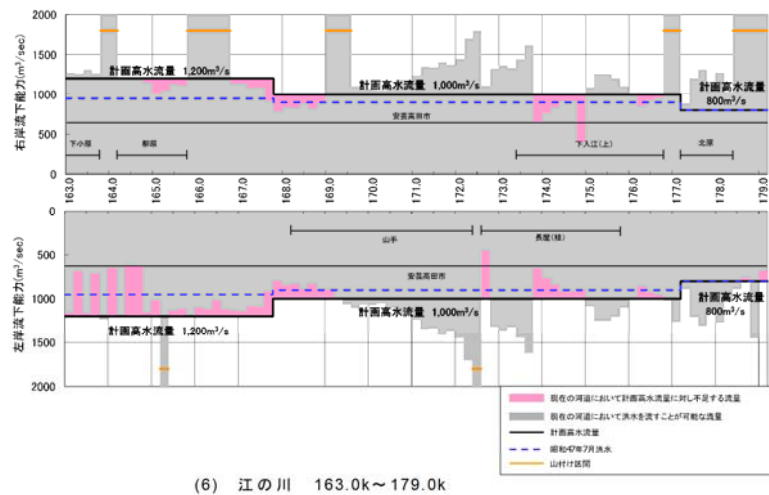 右岸流下能力(m³/sec)
2000
1500
1000
500
0
計画高水流量 1,200m³/s
計画高水流量 1,000m³/s
計画高水流量
800m³/s
安芸高田市
下小原
柳原
下入江(上)
北原
163.0
164.0
165.0
166.0
167.0
168.0
169.0
170.0
171.0
172.0
173.0
174.0
175.0
176.0
177.0
178.0
179.0
左岸流下能力(m³/sec)
0
500
1000
1500
2000
山手
長屋(桂)
安芸高田市
計画高水流量 1,200m³/s
計画高水流量 1,000m³/s
計画高水流量
800m³/s
現在の河道において計画高水流量に対し不足する流量
現在の河道において洪水を流すことが可能な流量
計画高水流量
昭和47年7月洪水
山付け区間
(6) 江の川 163.0k～179.0k